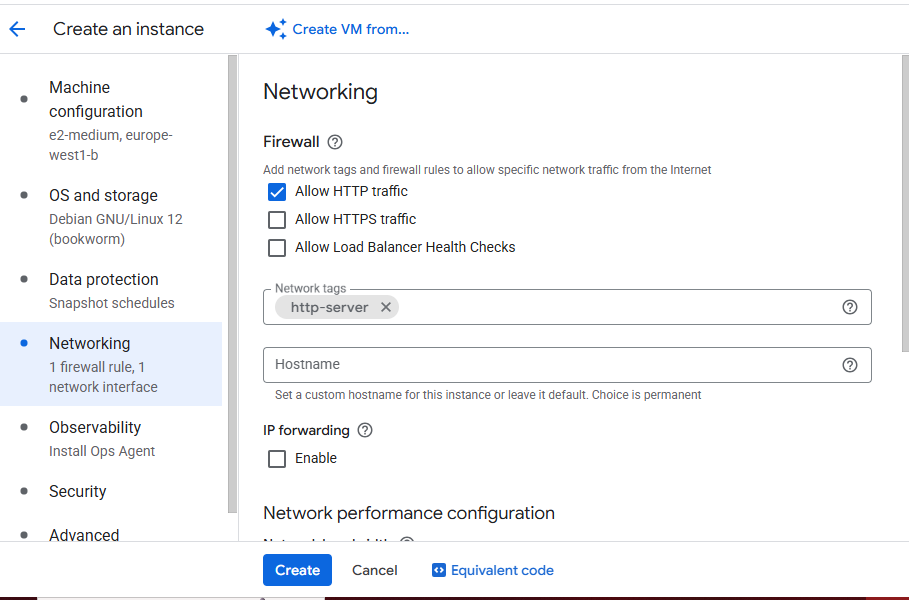 Create an instance
Create VM from...
Machine
configuration
e2-medium, europe-
west1-b
OS and storage
Debian GNU/Linux 12
(bookworm)
Data protection
Snapshot schedules
Networking
1 firewall rule, 1
network interface
Observability
Install Ops Agent
Security
Advanced
Networking
Firewall
Add network tags and firewall rules to allow specific network traffic from the Internet
Allow HTTP traffic
Allow HTTPS traffic
Allow Load Balancer Health Checks
Network tags
http-server
Hostname
Set a custom hostname for this instance or leave it default. Choice is permanent
IP forwarding
Enable
Network performance configuration
Create
Cancel
Equivalent code